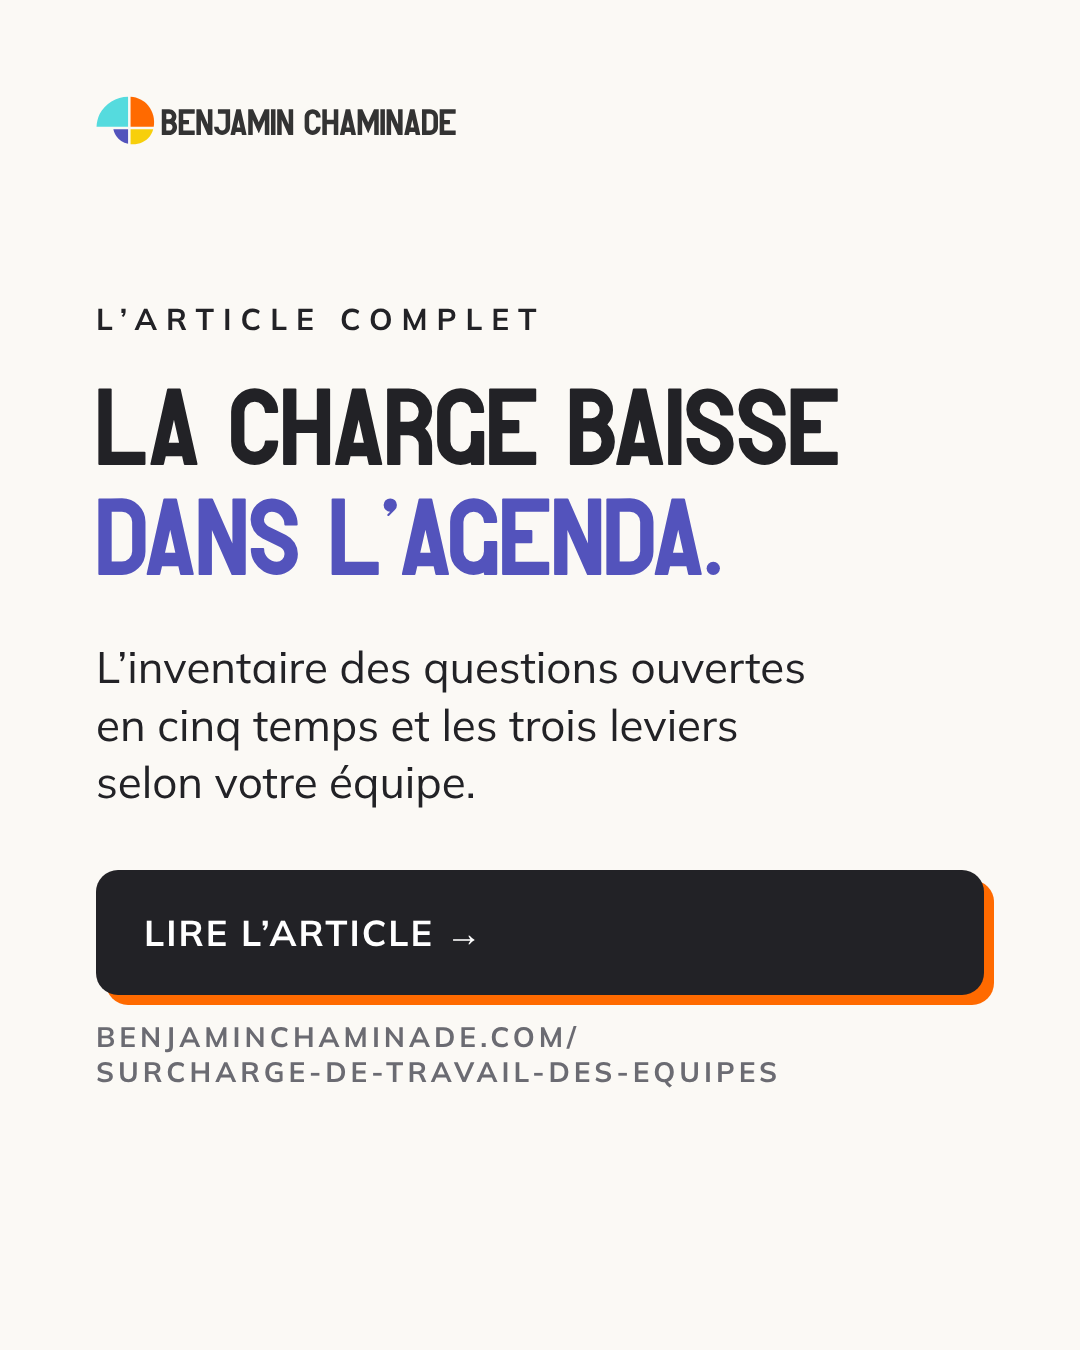 BENJAMIN CHAMINADE
L’ARTICLE COMPLET
LA CHARGE BAISSE
DANS L’AGENDA.
L’inventaire des questions ouvertes
en cinq temps et les trois leviers
selon votre équipe.
LIRE L’ARTICLE →
BENJAMINCHAMINADE.COM/
SURCHARGE-DE-TRAVAIL-DES-EQUIPES